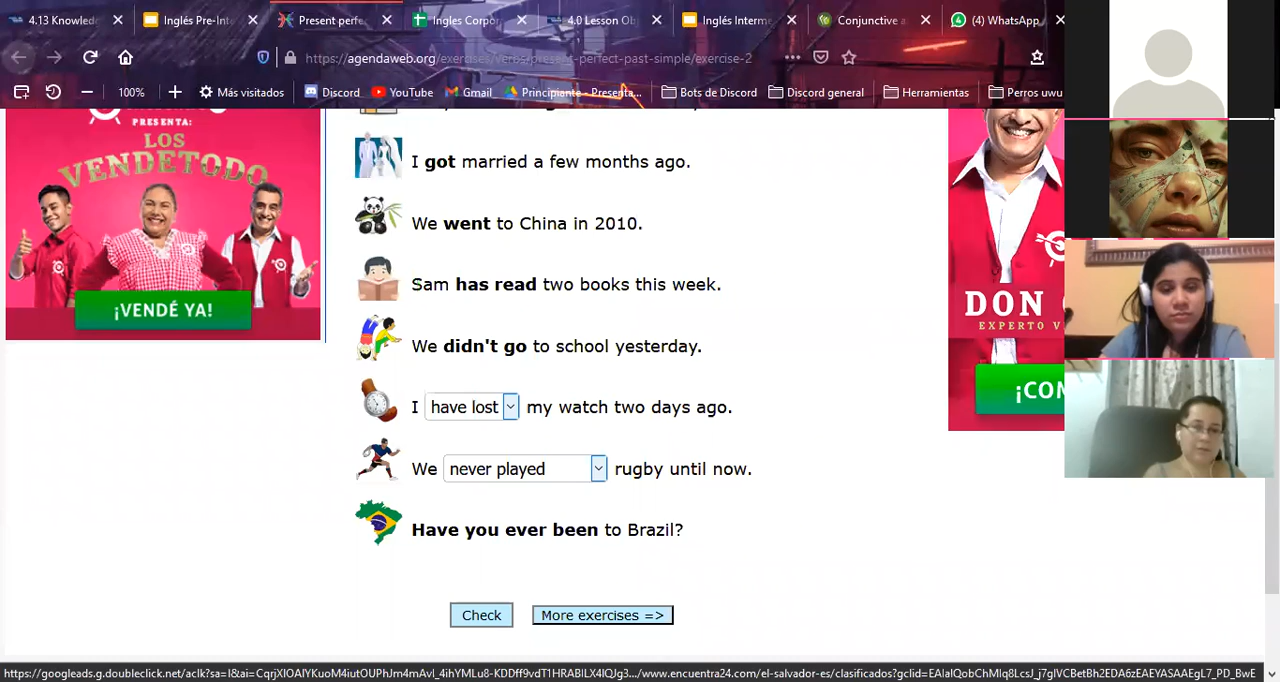 4.13 Knowled
Inglés Pre-Int
Present perfe
Ingles Corpo
4.0 Lesson Ob
Inglés Interme
Conjunctive a
(4) WhatsApp
https://agendaweb.org/exercises/verbs/present-perfect-past-simple/exercise-2
100%
Más visitados
Discord
YouTube
Gmail
Principiante - Presenta...
Bots de Discord
Discord general
Herramientas
Perros uwu
PRESENTA:
LOS
VENDETODO
¡VENDÉ YA!
I got married a few months ago.
We went to China in 2010.
Sam has read two books this week.
We didn't go to school yesterday.
I have lost my watch two days ago.
We never played rugby until now.
Have you ever been to Brazil?
Check
More exercises =>
DON
EXPERTO V
¡CO